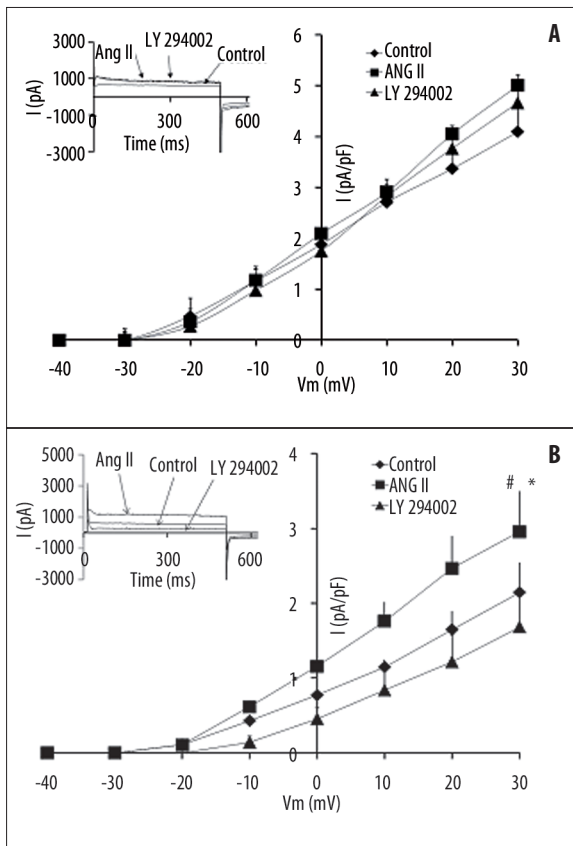 A
3000
1000
-1000
-3000
I (pA)
Ang II
LY 294002
Control
0
300
600
Time (ms)
Control
ANG II
LY 294002
6
5
4
3
2
1
0
I (pA/pF)
-40
-30
-20
-10
0
10
20
30
Vm (mV)
B
5000
3000
1000
-1000
-3000
I (pA)
Ang II
Control
LY 294002
0
300
600
Time (ms)
Control
ANG II
LY 294002
# *
4
3
2
1
0
I (pA/pF)
-40
-30
-20
-10
0
10
20
30
Vm (mV)